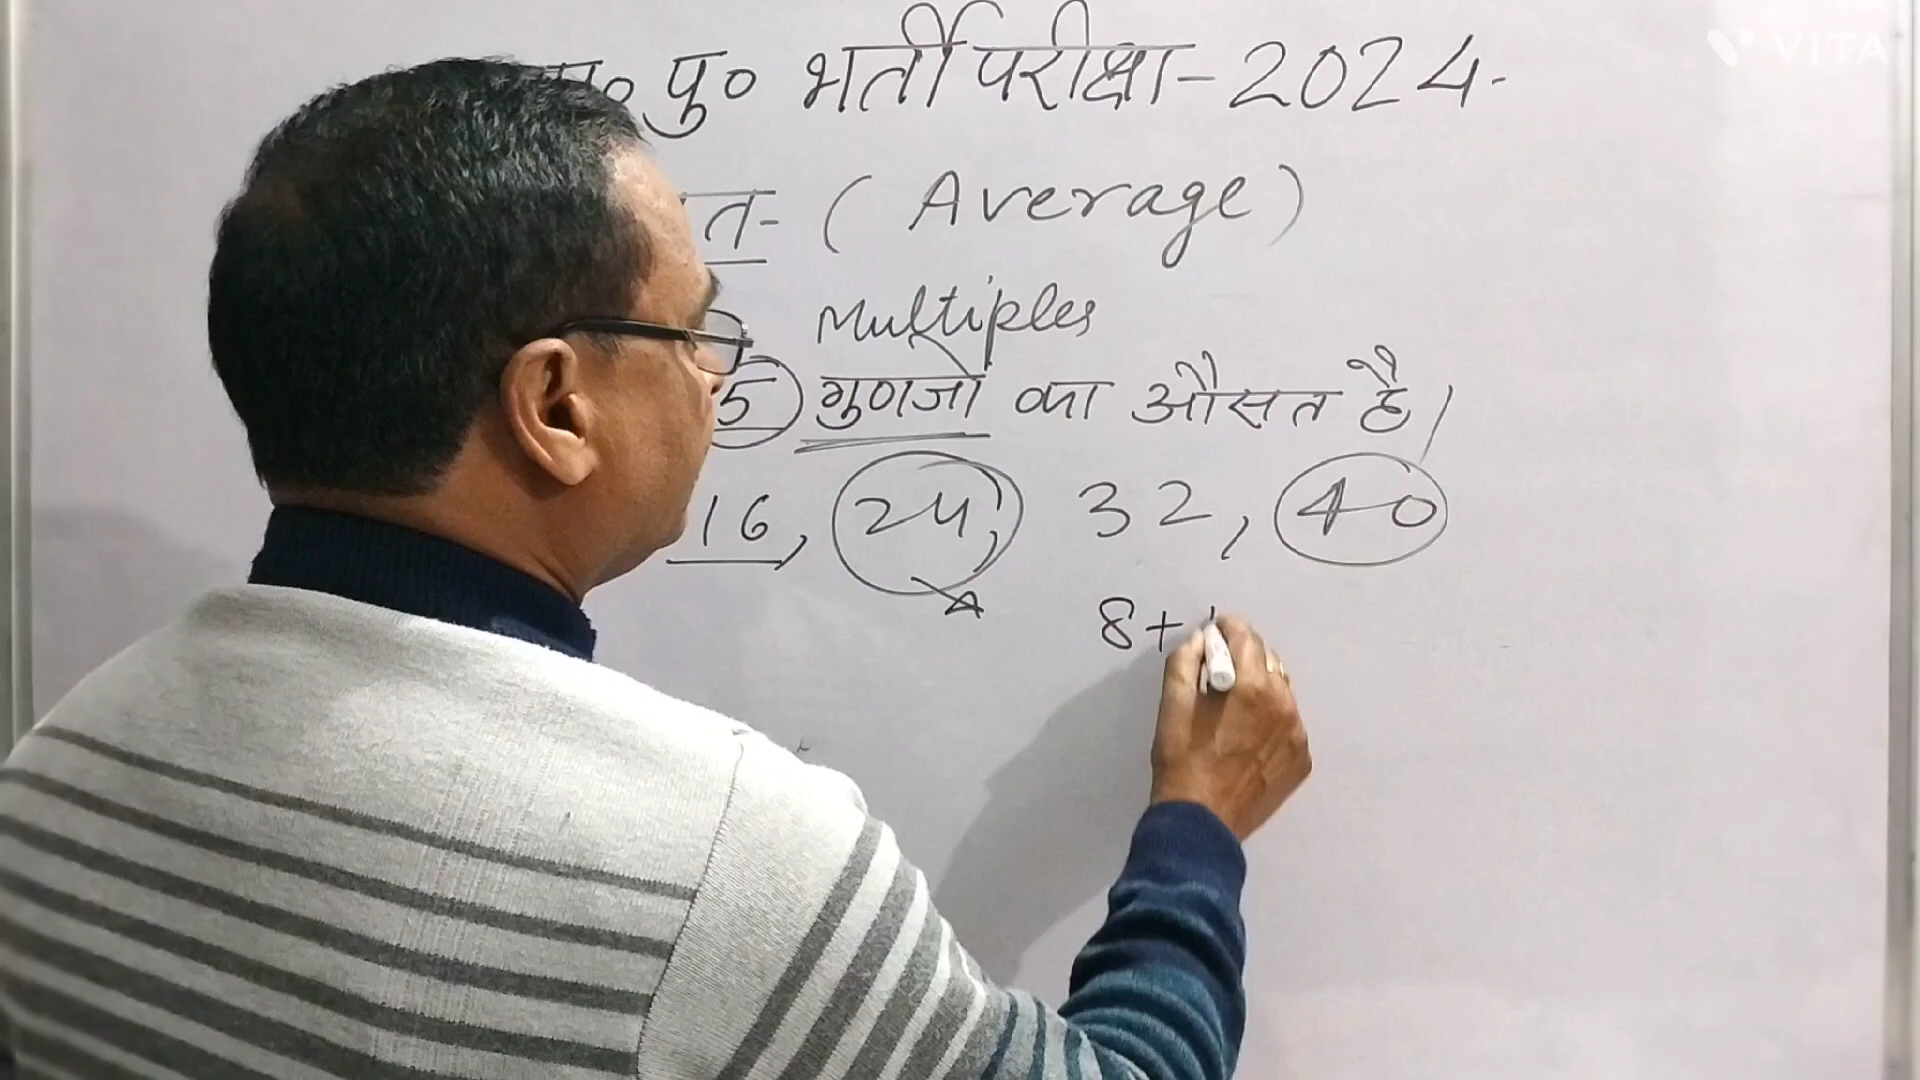 पु० भर्ती परीक्षा-2024-
VITA
(Average)
Multiples
5 गुणजो का औसत है।
16, 24, 32, 40
8+